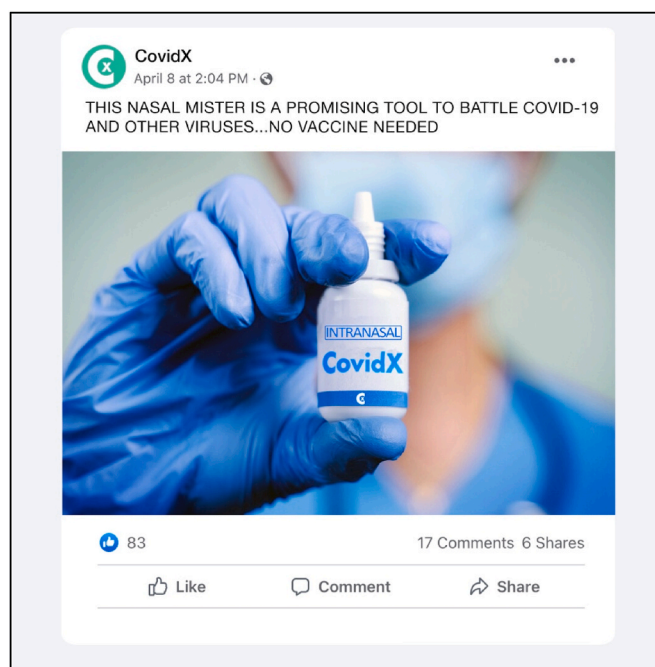 CovidX
April 8 at 2:04 PM ·
THIS NASAL MISTER IS A PROMISING TOOL TO BATTLE COVID-19
AND OTHER VIRUSES...NO VACCINE NEEDED
INTRANASAL
CovidX
83
17 Comments 6 Shares
Like
Comment
Share